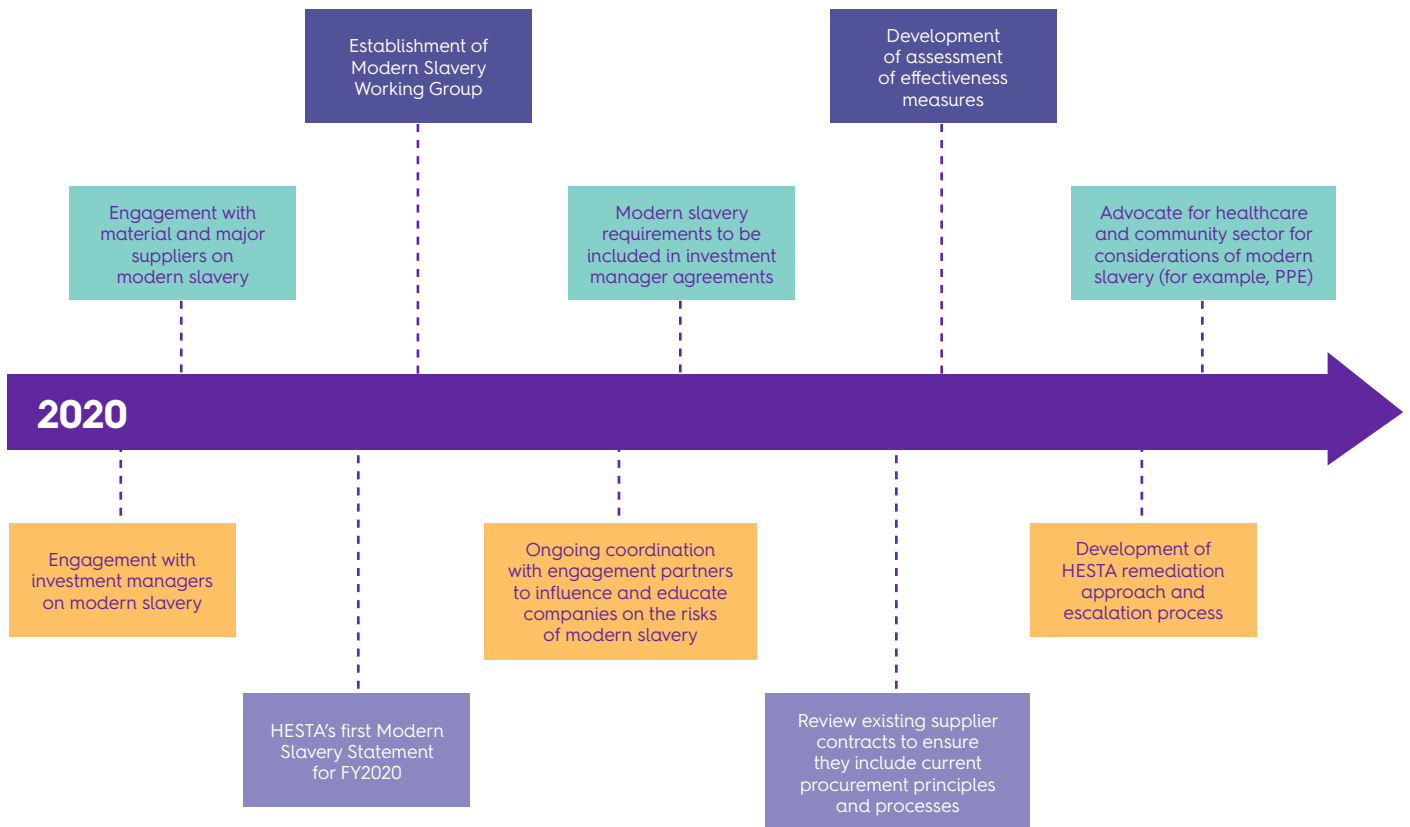 Establishment of
Modern Slavery
Working Group
Development
of assessment
of effectiveness
measures
Engagement with
material and major
suppliers on
modern slavery
Modern slavery
requirements to be
included in investment
manager agreements
Advocate for healthcare
and community sector for
considerations of modern
slavery (for example, PPE)
2020
Engagement with
investment managers
on modern slavery
Ongoing coordination
with engagement partners
to influence and educate
companies on the risks
of modern slavery
Development of
HESTA remediation
approach and
escalation process
HESTA's first Modern
Slavery Statement
for FY2020
Review existing supplier
contracts to ensure
they include current
procurement principles
and processes